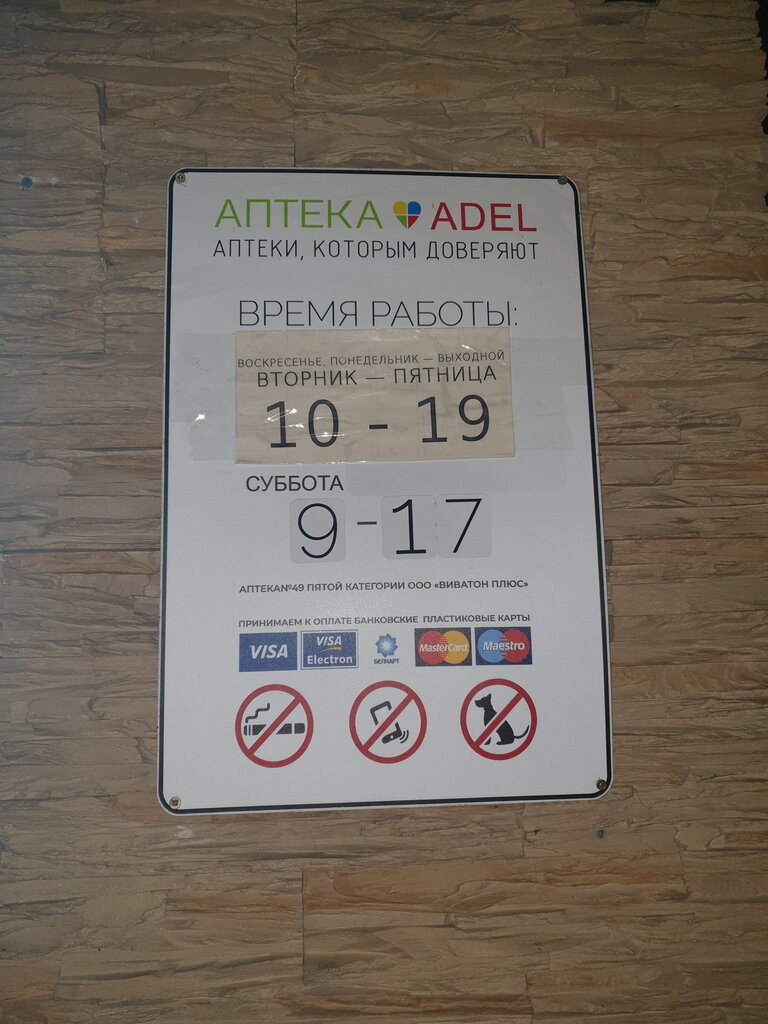 АПТЕКА ADEL
АПТЕКИ, КОТОРЫМ ДОВЕРЯЮТ
ВРЕМЯ РАБОТЫ:
ВОСКРЕСЕНЬЕ, ПОНЕДЕЛЬНИК — ВЫХОДНОЙ
ВТОРНИК — ПЯТНИЦА
10 - 19
СУББОТА
9 - 17
АПТЕКА№49 ПЯТОЙ КАТЕГОРИИ ООО «ВИВАТОН ПЛЮС»
ПРИНИМАЕМ К ОПЛАТЕ БАНКОВСКИЕ ПЛАСТИКОВЫЕ КАРТЫ
VISA VISA Electron БЕЛКАРТ MasterCard Maestro